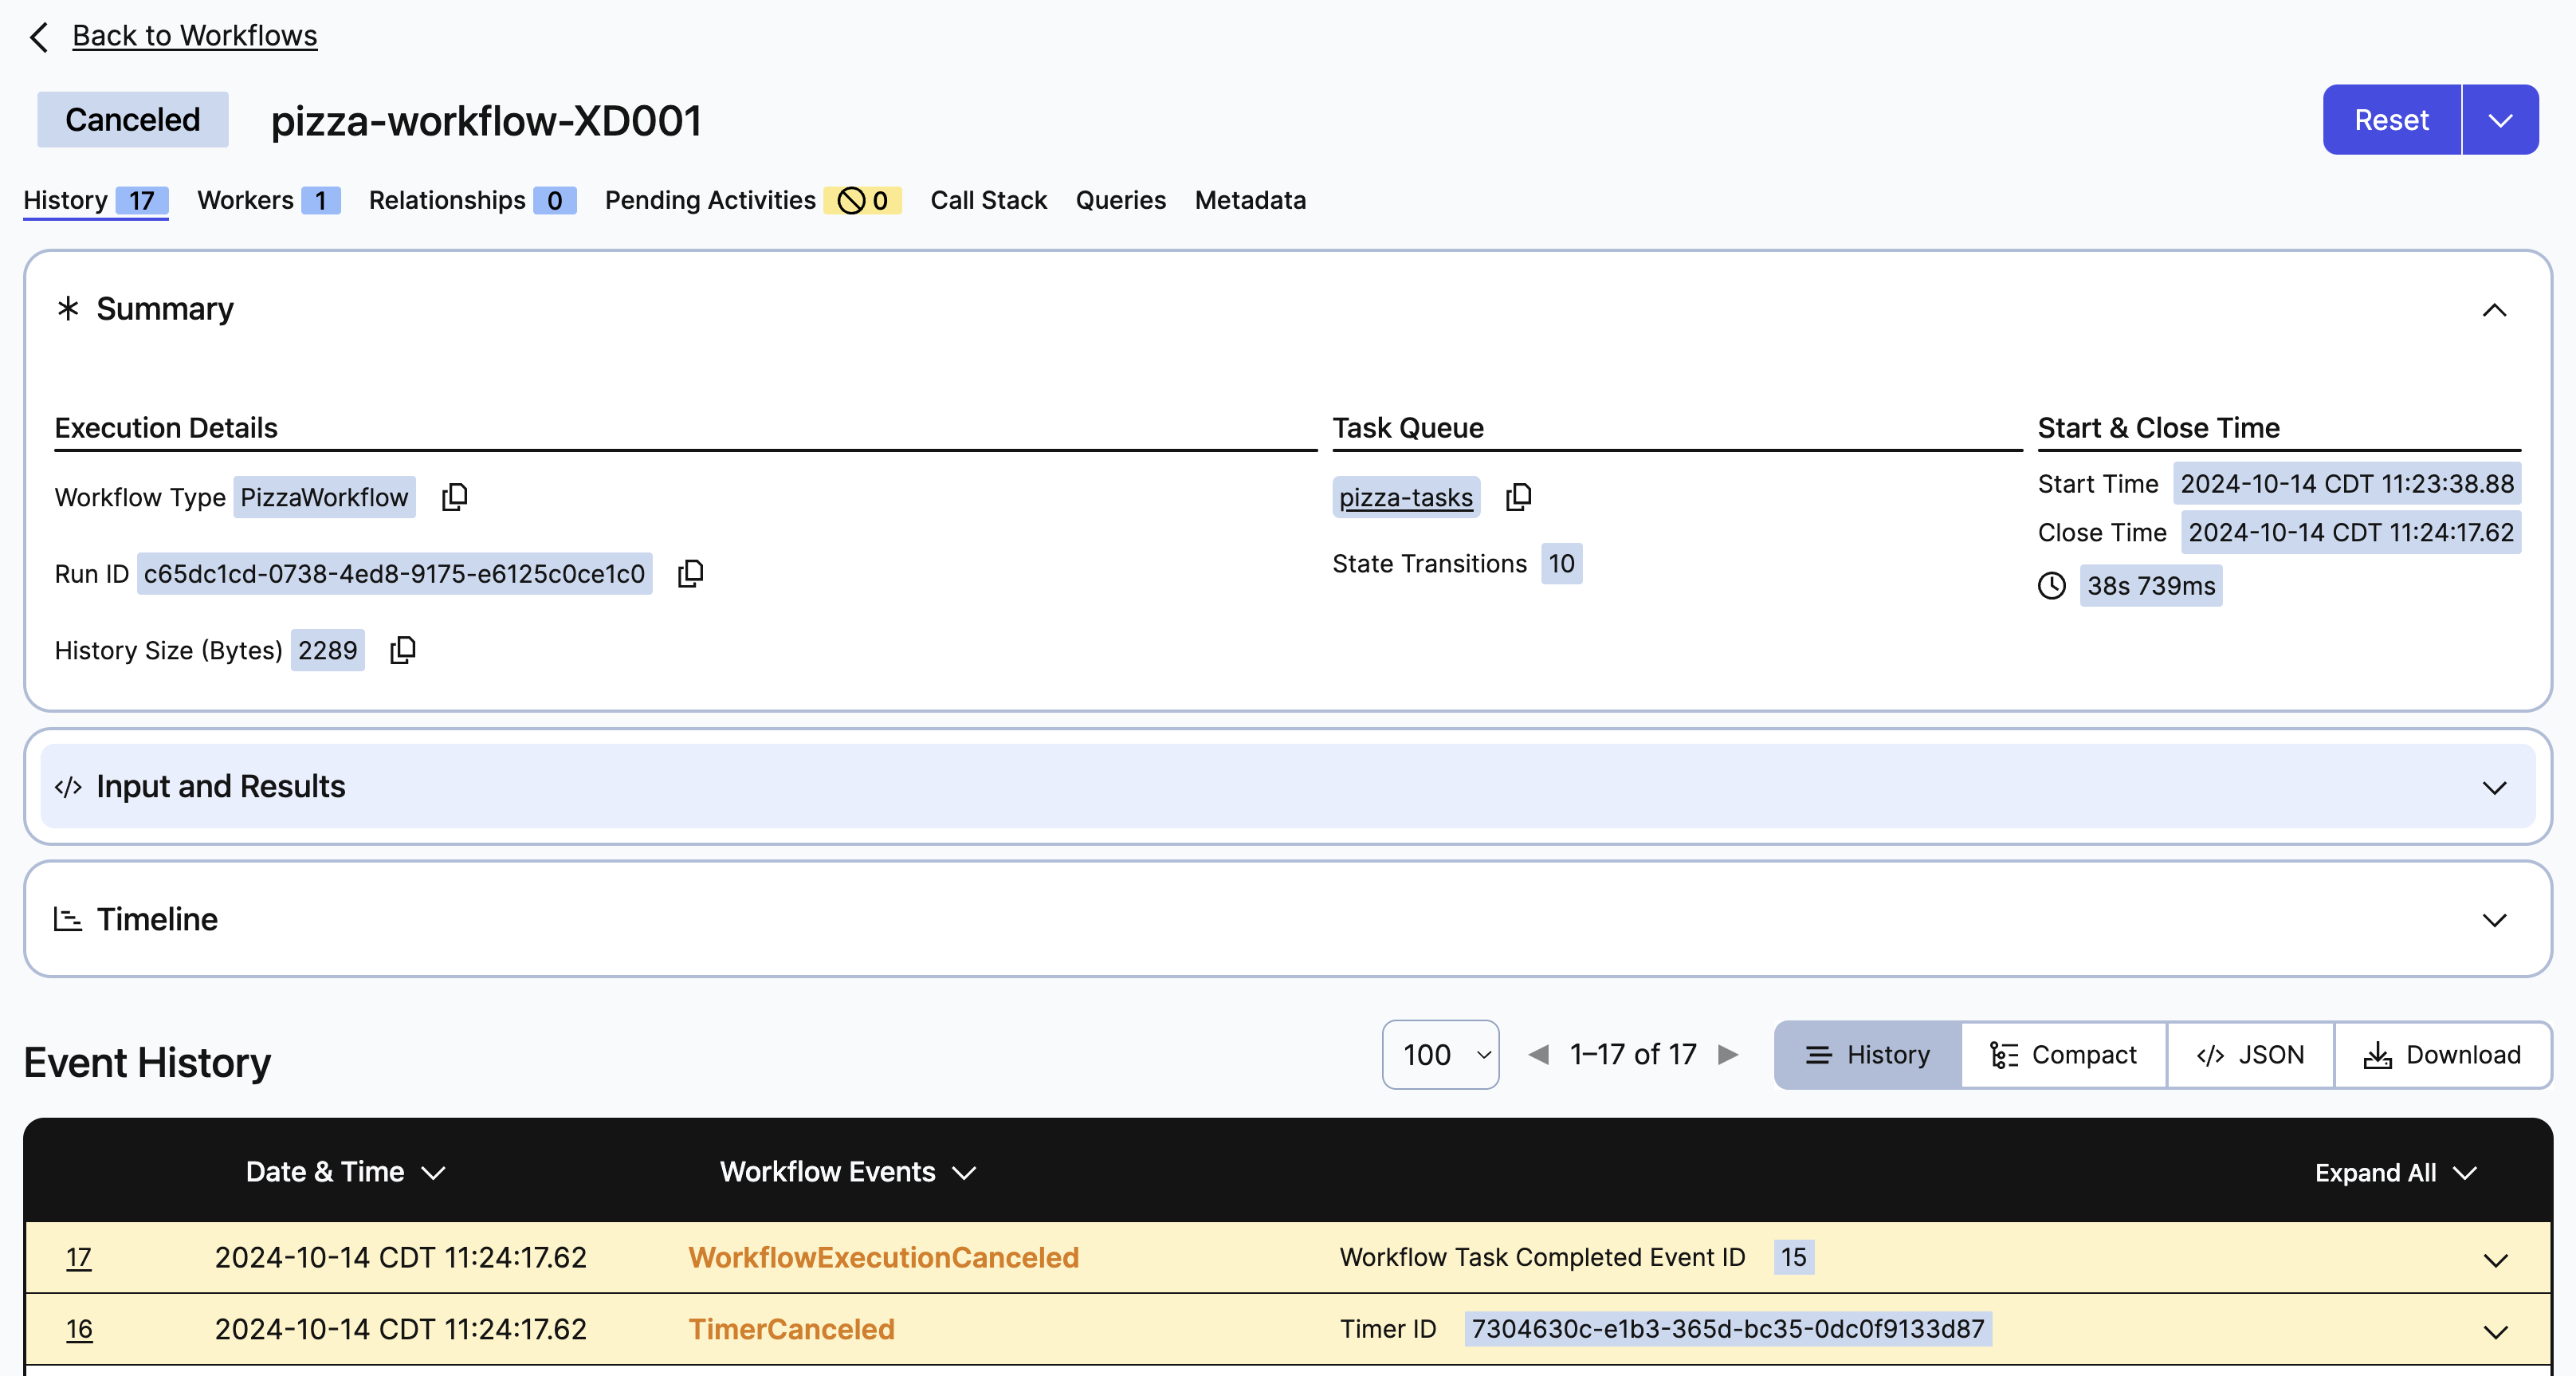 Back to Workflows
Canceled pizza-workflow-XD001 Reset
History 17 Workers 1 Relationships 0 Pending Activities 0 Call Stack Queries Metadata
Summary
Execution Details Task Queue Start & Close Time
Workflow Type PizzaWorkflow pizza-tasks Start Time 2024-10-14 CDT 11:23:38.88
Close Time 2024-10-14 CDT 11:24:17.62
Run ID c65dc1cd-0738-4ed8-9175-e6125c0ce1c0 State Transitions 10 38s 739ms
History Size (Bytes) 2289
</> Input and Results
Timeline
Event History 100 1–17 of 17 History Compact </> JSON Download
Date & Time Workflow Events Expand All
17 2024-10-14 CDT 11:24:17.62 WorkflowExecutionCanceled Workflow Task Completed Event ID 15
16 2024-10-14 CDT 11:24:17.62 TimerCanceled Timer ID 7304630c-e1b3-365d-bc35-0dc0f9133d87